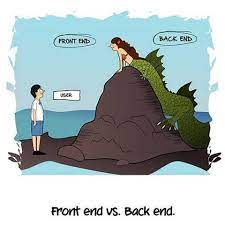 FRONT END
BACK END
USER
Front end vs. Back end.